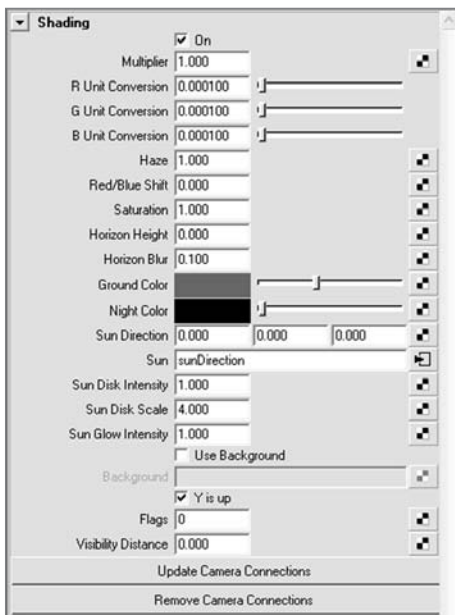 Shading
On
Multiplier 1.000
R Unit Conversion 0.000100
G Unit Conversion 0.000100
B Unit Conversion 0.000100
Haze 1.000
Red/Blue Shift 0.000
Saturation 1.000
Horizon Height 0.000
Horizon Blur 0.100
Ground Color
Night Color
Sun Direction 0.000 0.000 0.000
Sun sunDirection
Sun Disk Intensity 1.000
Sun Disk Scale 4.000
Sun Glow Intensity 1.000
Use Background
Background
Y is up
Flags 0
Visibility Distance 0.000
Update Camera Connections
Remove Camera Connections